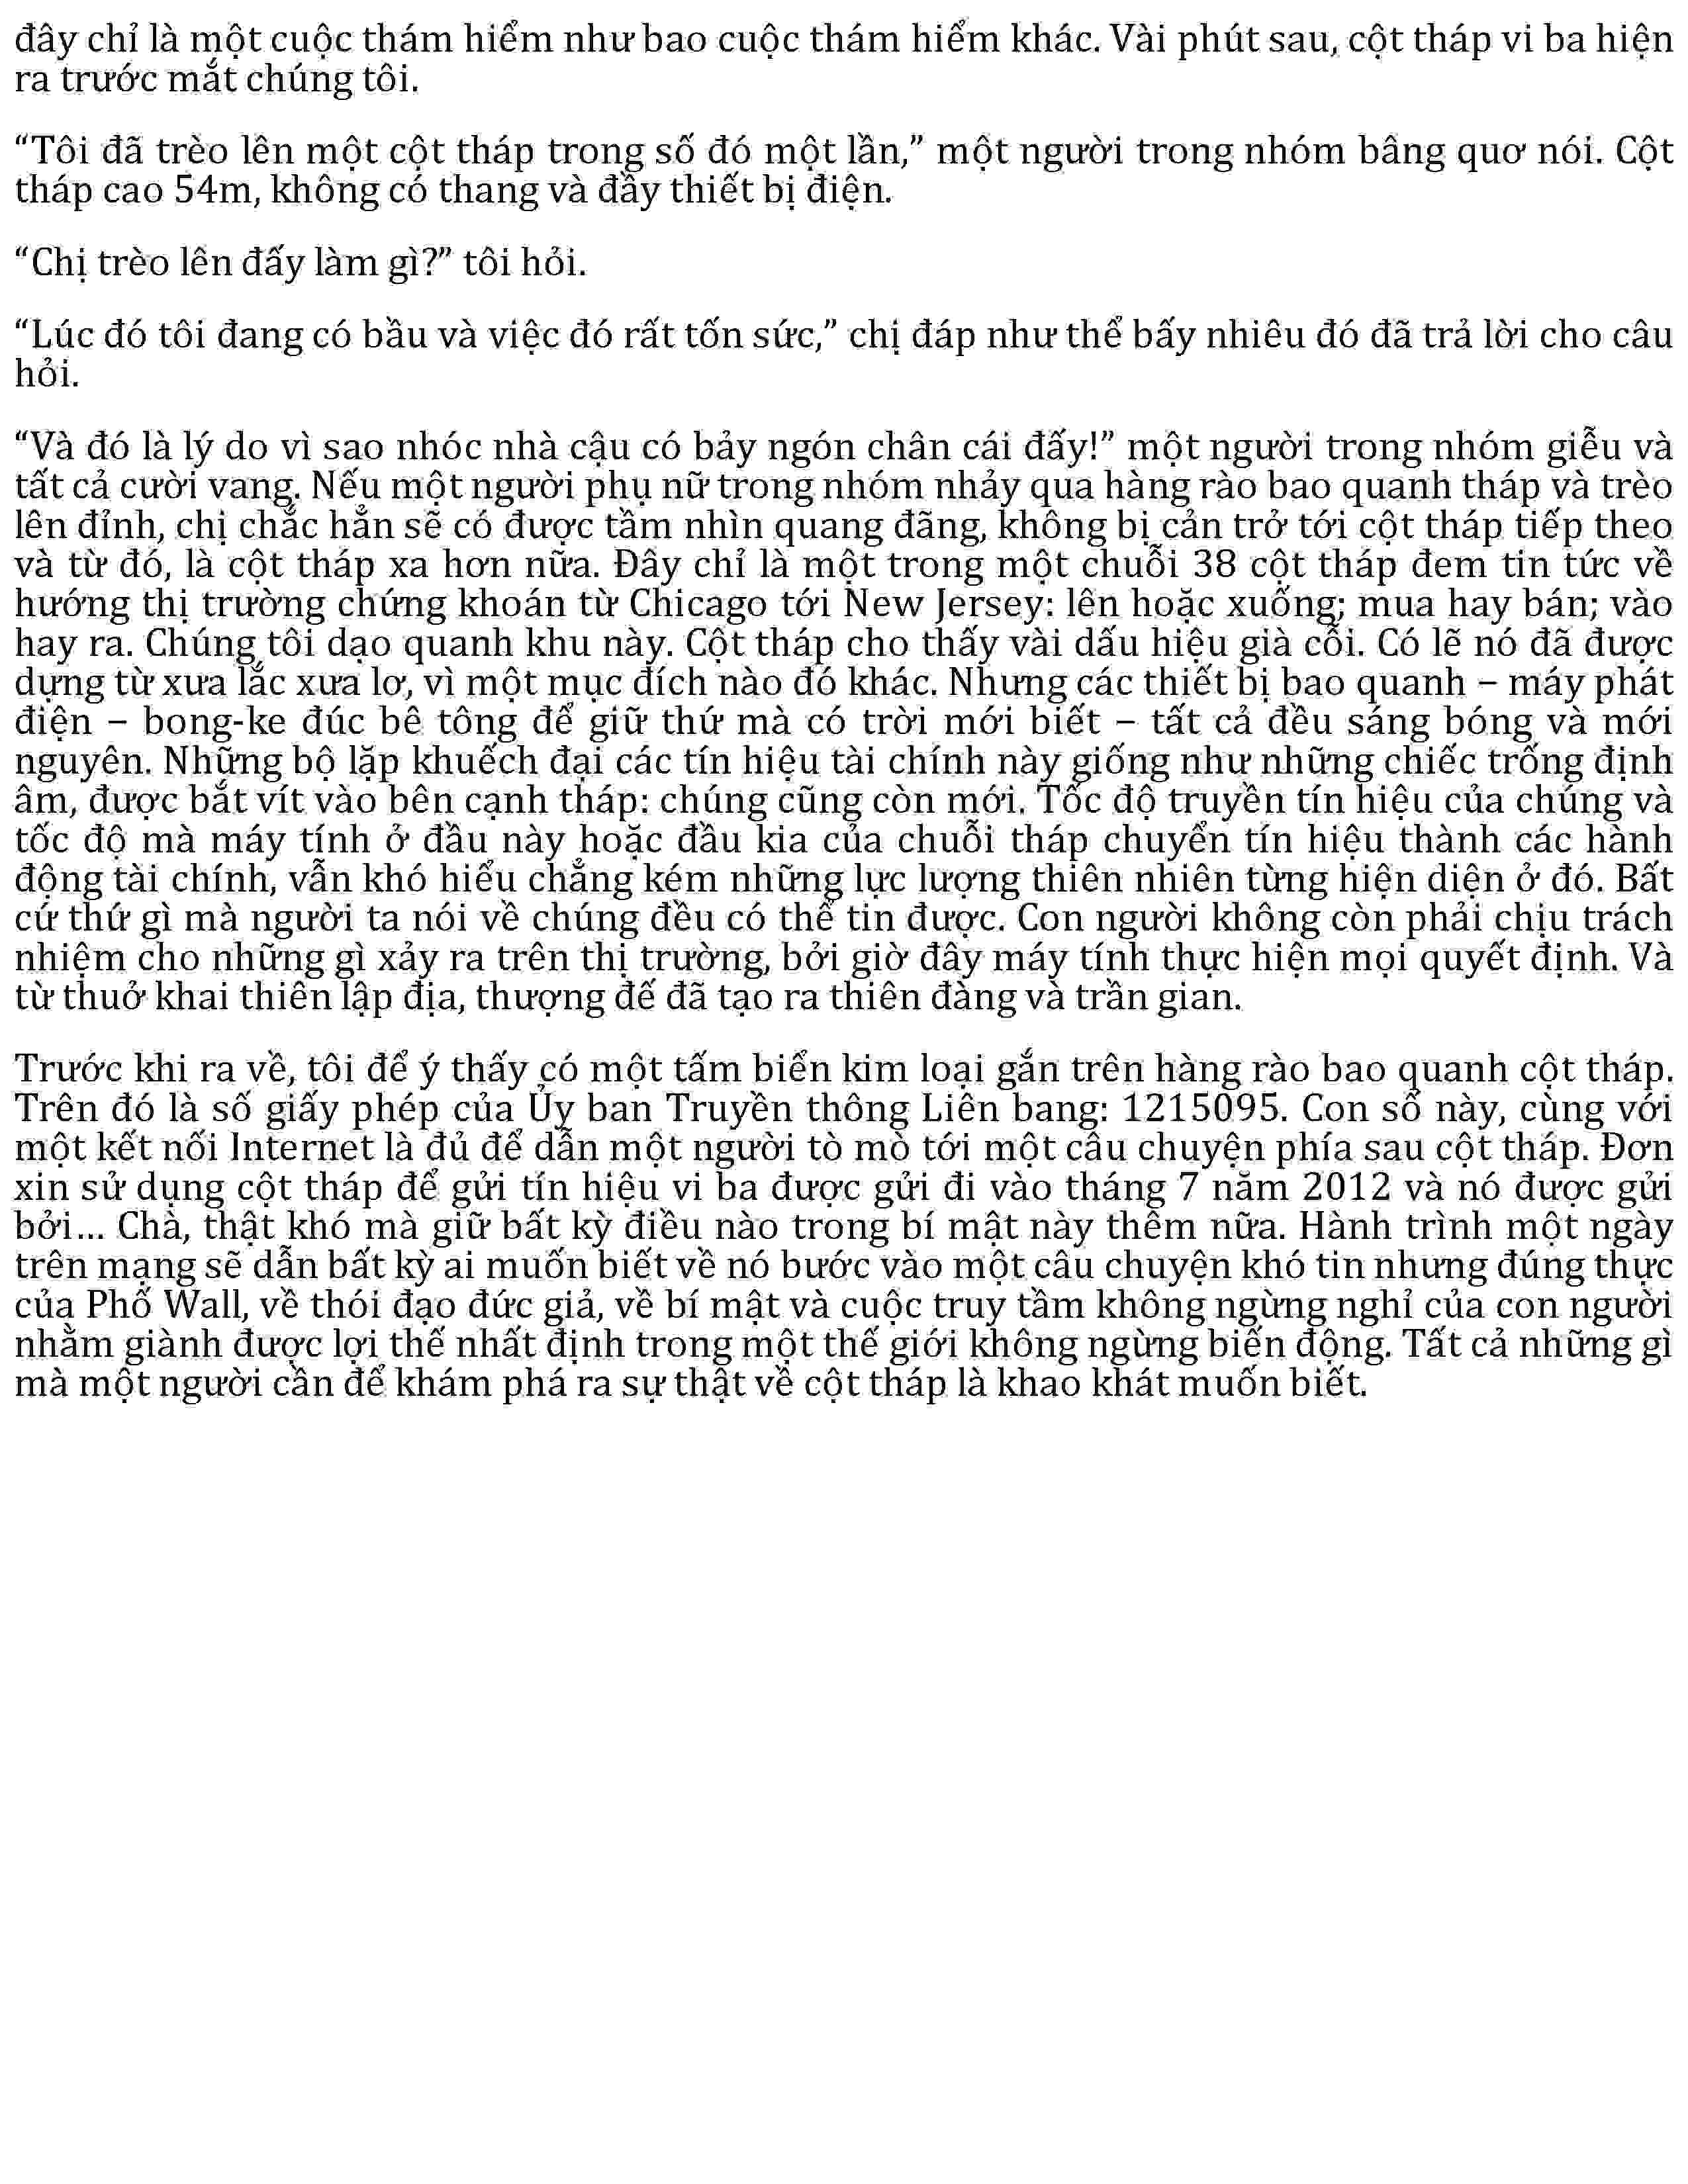 đây chỉ là một cuộc thám hiểm như bao cuộc thám hiểm khác. Vài phút sau, cột tháp vi ba hiện
ra trước mắt chúng tôi.
“Tôi đã trèo lên một cột tháp trong số đó một lần,” một người trong nhóm bâng quơ nói. Cột
tháp cao 54m, không có thang và đầy thiết bị điện.
“Chị trèo lên đấy làm gì?” tôi hỏi.
“Lúc đó tôi đang có bầu và việc đó rất tốn sức,” chị đáp như thể bấy nhiêu đó đã trả lời cho câu
hỏi.
“Và đó là lý do vì sao nhóc nhà cậu có bảy ngón chân cái đấy!” một người trong nhóm giễu và
tất cả cười vang. Nếu một người phụ nữ trong nhóm nhảy qua hàng rào bao quanh tháp và trèo
lên đỉnh, chị chắc hẳn sẽ có được tầm nhìn quang đãng, không bị cản trở tới cột tháp tiếp theo
và từ đó, là cột tháp xa hơn nữa. Đây chỉ là một trong một chuỗi 38 cột tháp đem tin tức về
hướng thị trường chứng khoán từ Chicago tới New Jersey: lên hoặc xuống; mua hay bán; vào
hay ra. Chúng tôi dạo quanh khu này. Cột tháp cho thấy vài dấu hiệu già cỗi. Có lẽ nó đã được
dựng từ xưa lắc xưa lơ, vì một mục đích nào đó khác. Nhưng các thiết bị bao quanh – máy phát
điện – bong-ke đúc bê tông để giữ thứ mà có trời mới biết – tất cả đều sáng bóng và mới
nguyên. Những bộ lặp khuếch đại các tín hiệu tài chính này giống như những chiếc trống định
âm, được bắt vít vào bên cạnh tháp: chúng cũng còn mới. Tốc độ truyền tín hiệu của chúng và
tốc độ mà máy tính ở đầu này hoặc đầu kia của chuỗi tháp chuyển tín hiệu thành các hành
động tài chính, vẫn khó hiểu chẳng kém những lực lượng thiên nhiên từng hiện diện ở đó. Bất
cứ thứ gì mà người ta nói về chúng đều có thể tin được. Con người không còn phải chịu trách
nhiệm cho những gì xảy ra trên thị trường, bởi giờ đây máy tính thực hiện mọi quyết định. Và
từ thuở khai thiên lập địa, thượng đế đã tạo ra thiên đàng và trần gian.
Trước khi ra về, tôi để ý thấy có một tấm biển kim loại gắn trên hàng rào bao quanh cột tháp.
Trên đó là số giấy phép của Ủy ban Truyền thông Liên bang: 1215095. Con số này, cùng với
một kết nối Internet là đủ để dẫn một người tò mò tới một câu chuyện phía sau cột tháp. Đơn
xin sử dụng cột tháp để gửi tín hiệu vi ba được gửi đi vào tháng 7 năm 2012 và nó được gửi
bởi... Chà, thật khó mà giữ bất kỳ điều nào trong bí mật này thêm nữa. Hành trình một ngày
trên mạng sẽ dẫn bất kỳ ai muốn biết về nó bước vào một câu chuyện khó tin nhưng đúng thực
của Phố Wall, về thói đạo đức giả, về bí mật và cuộc truy tầm không ngừng nghỉ của con người
nhằm giành được lợi thế nhất định trong một thế giới không ngừng biến động. Tất cả những gì
mà một người cần để khám phá ra sự thật về cột tháp là khao khát muốn biết.